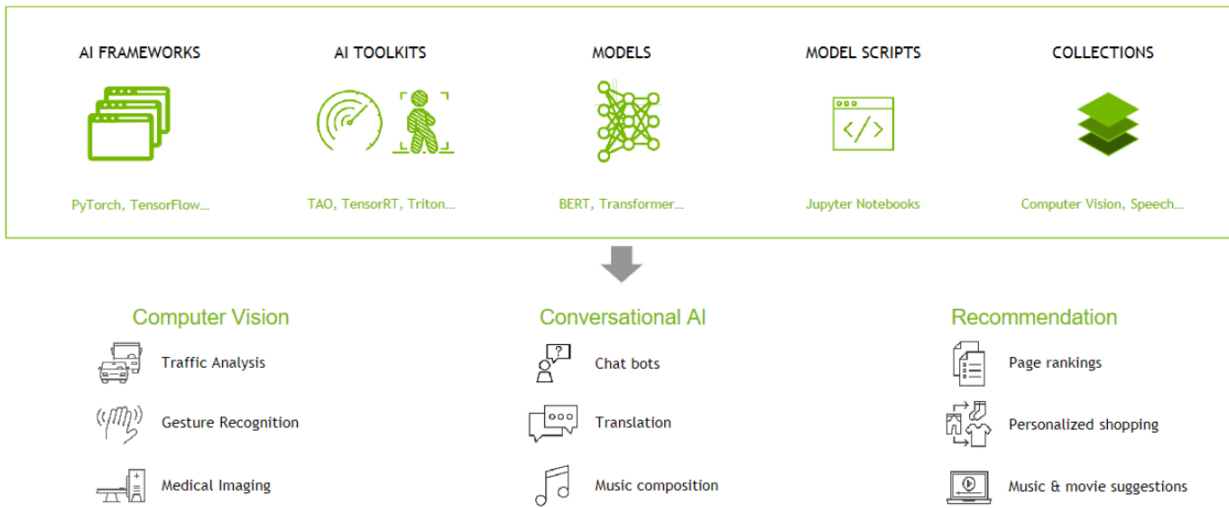 AI FRAMEWORKS
AI TOOLKITS
MODELS
MODEL SCRIPTS
COLLECTIONS
</>
PyTorch, TensorFlow...
TAO, TensorRT, Triton...
BERT, Transformer...
Jupyter Notebooks
Computer Vision, Speech...
Computer Vision
Traffic Analysis
Gesture Recognition
Medical Imaging
Conversational AI
?
Chat bots
Translation
Music composition
Recommendation
Page rankings
Personalized shopping
Music & movie suggestions